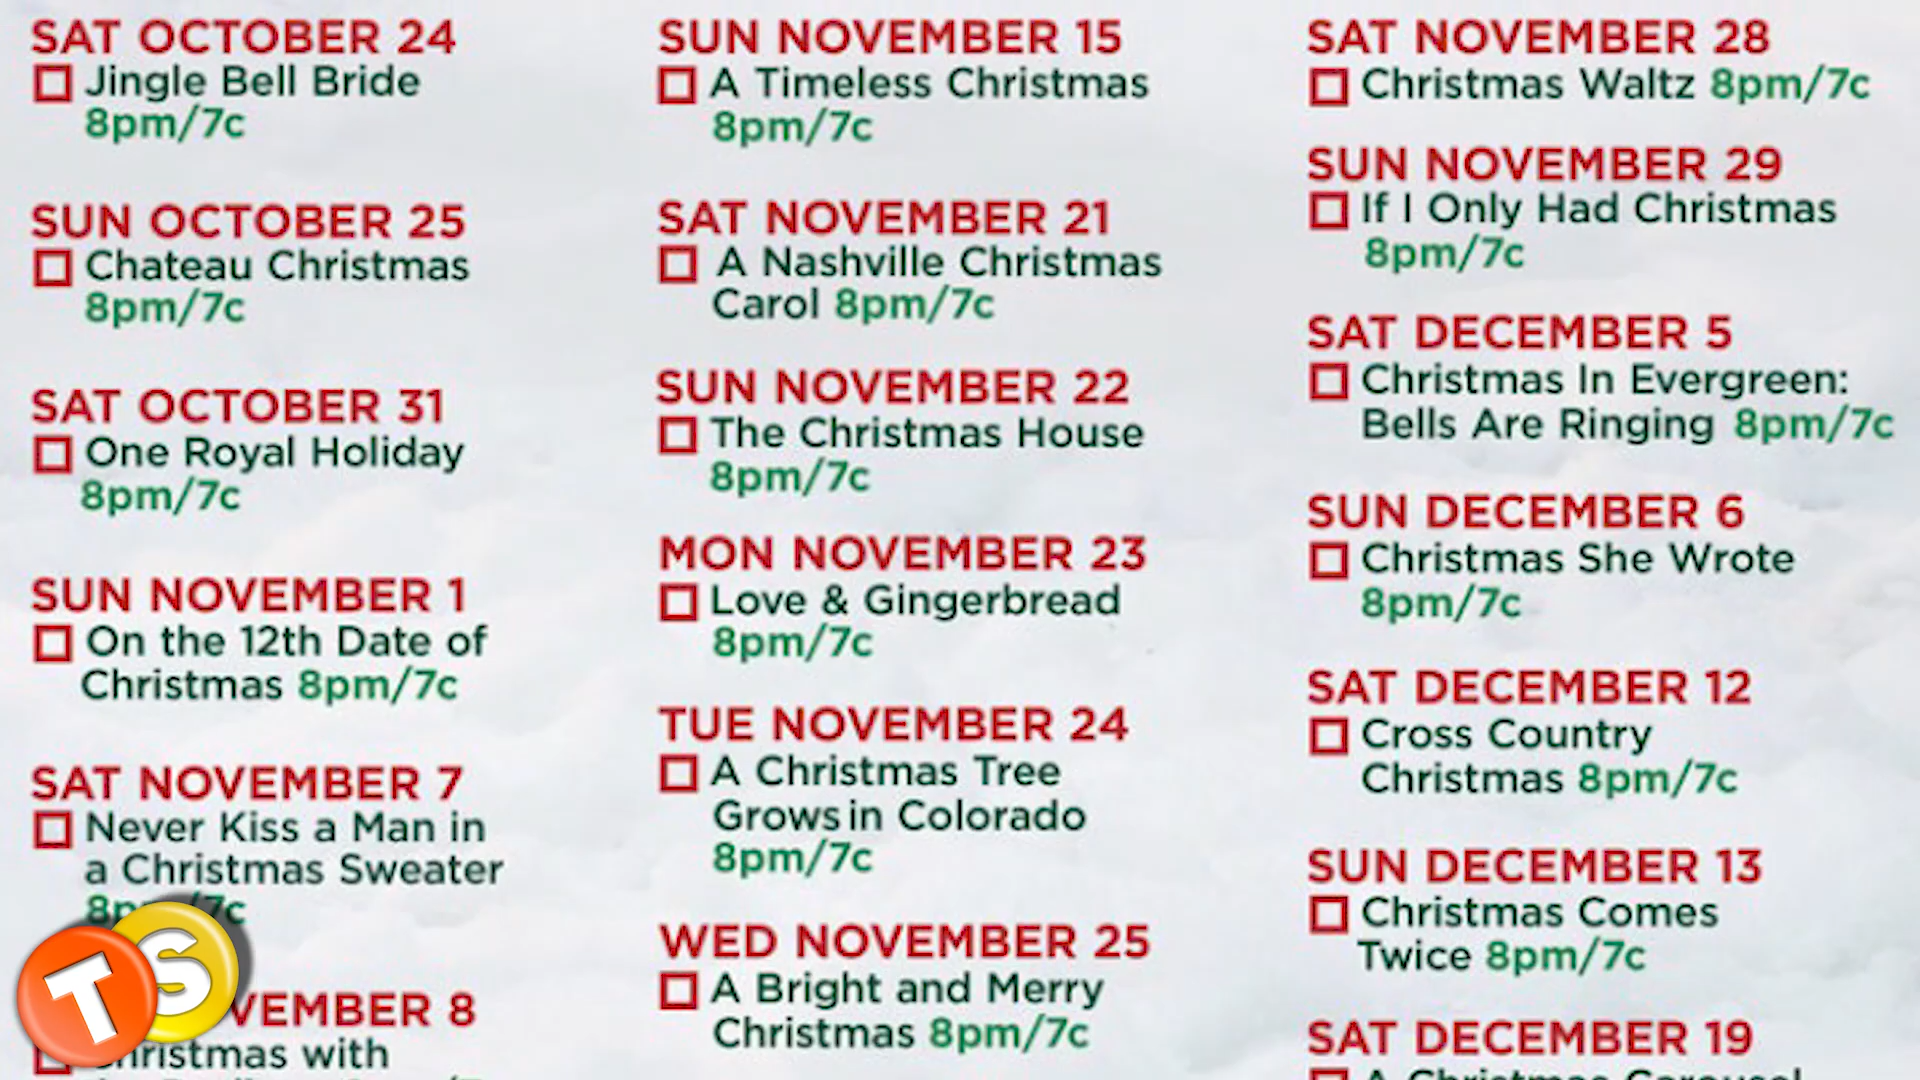 SAT OCTOBER 24
Jingle Bell Bride
8pm/7c
SUN OCTOBER 25
Chateau Christmas
8pm/7c
SAT OCTOBER 31
One Royal Holiday
8pm/7c
SUN NOVEMBER 1
On the 12th Date of
Christmas 8pm/7c
SAT NOVEMBER 7
Never Kiss a Man in
a Christmas Sweater
VEMBER 8
with
TS
SUN NOVEMBER 15
A Timeless Christmas
8pm/7c
SAT NOVEMBER 21
A Nashville Christmas
Carol 8pm/7c
SUN NOVEMBER 22
The Christmas House
8pm/7c
MON NOVEMBER 23
Love & Gingerbread
8pm/7c
TUE NOVEMBER 24
A Christmas Tree
Grows in Colorado
8pm/7c
WED NOVEMBER 25
A Bright and Merry
Christmas 8pm/7c
SAT NOVEMBER 28
Christmas Waltz 8pm/7c
SUN NOVEMBER 29
If I Only Had Christmas
8pm/7c
SAT DECEMBER 5
Christmas In Evergreen:
Bells Are Ringing 8pm/7c
SUN DECEMBER 6
Christmas She Wrote
8pm/7c
SAT DECEMBER 12
Cross Country
Christmas 8pm/7c
SUN DECEMBER 13
Christmas Comes
Twice 8pm/7c
SAT DECEMBER 19
A Christmas Carousel